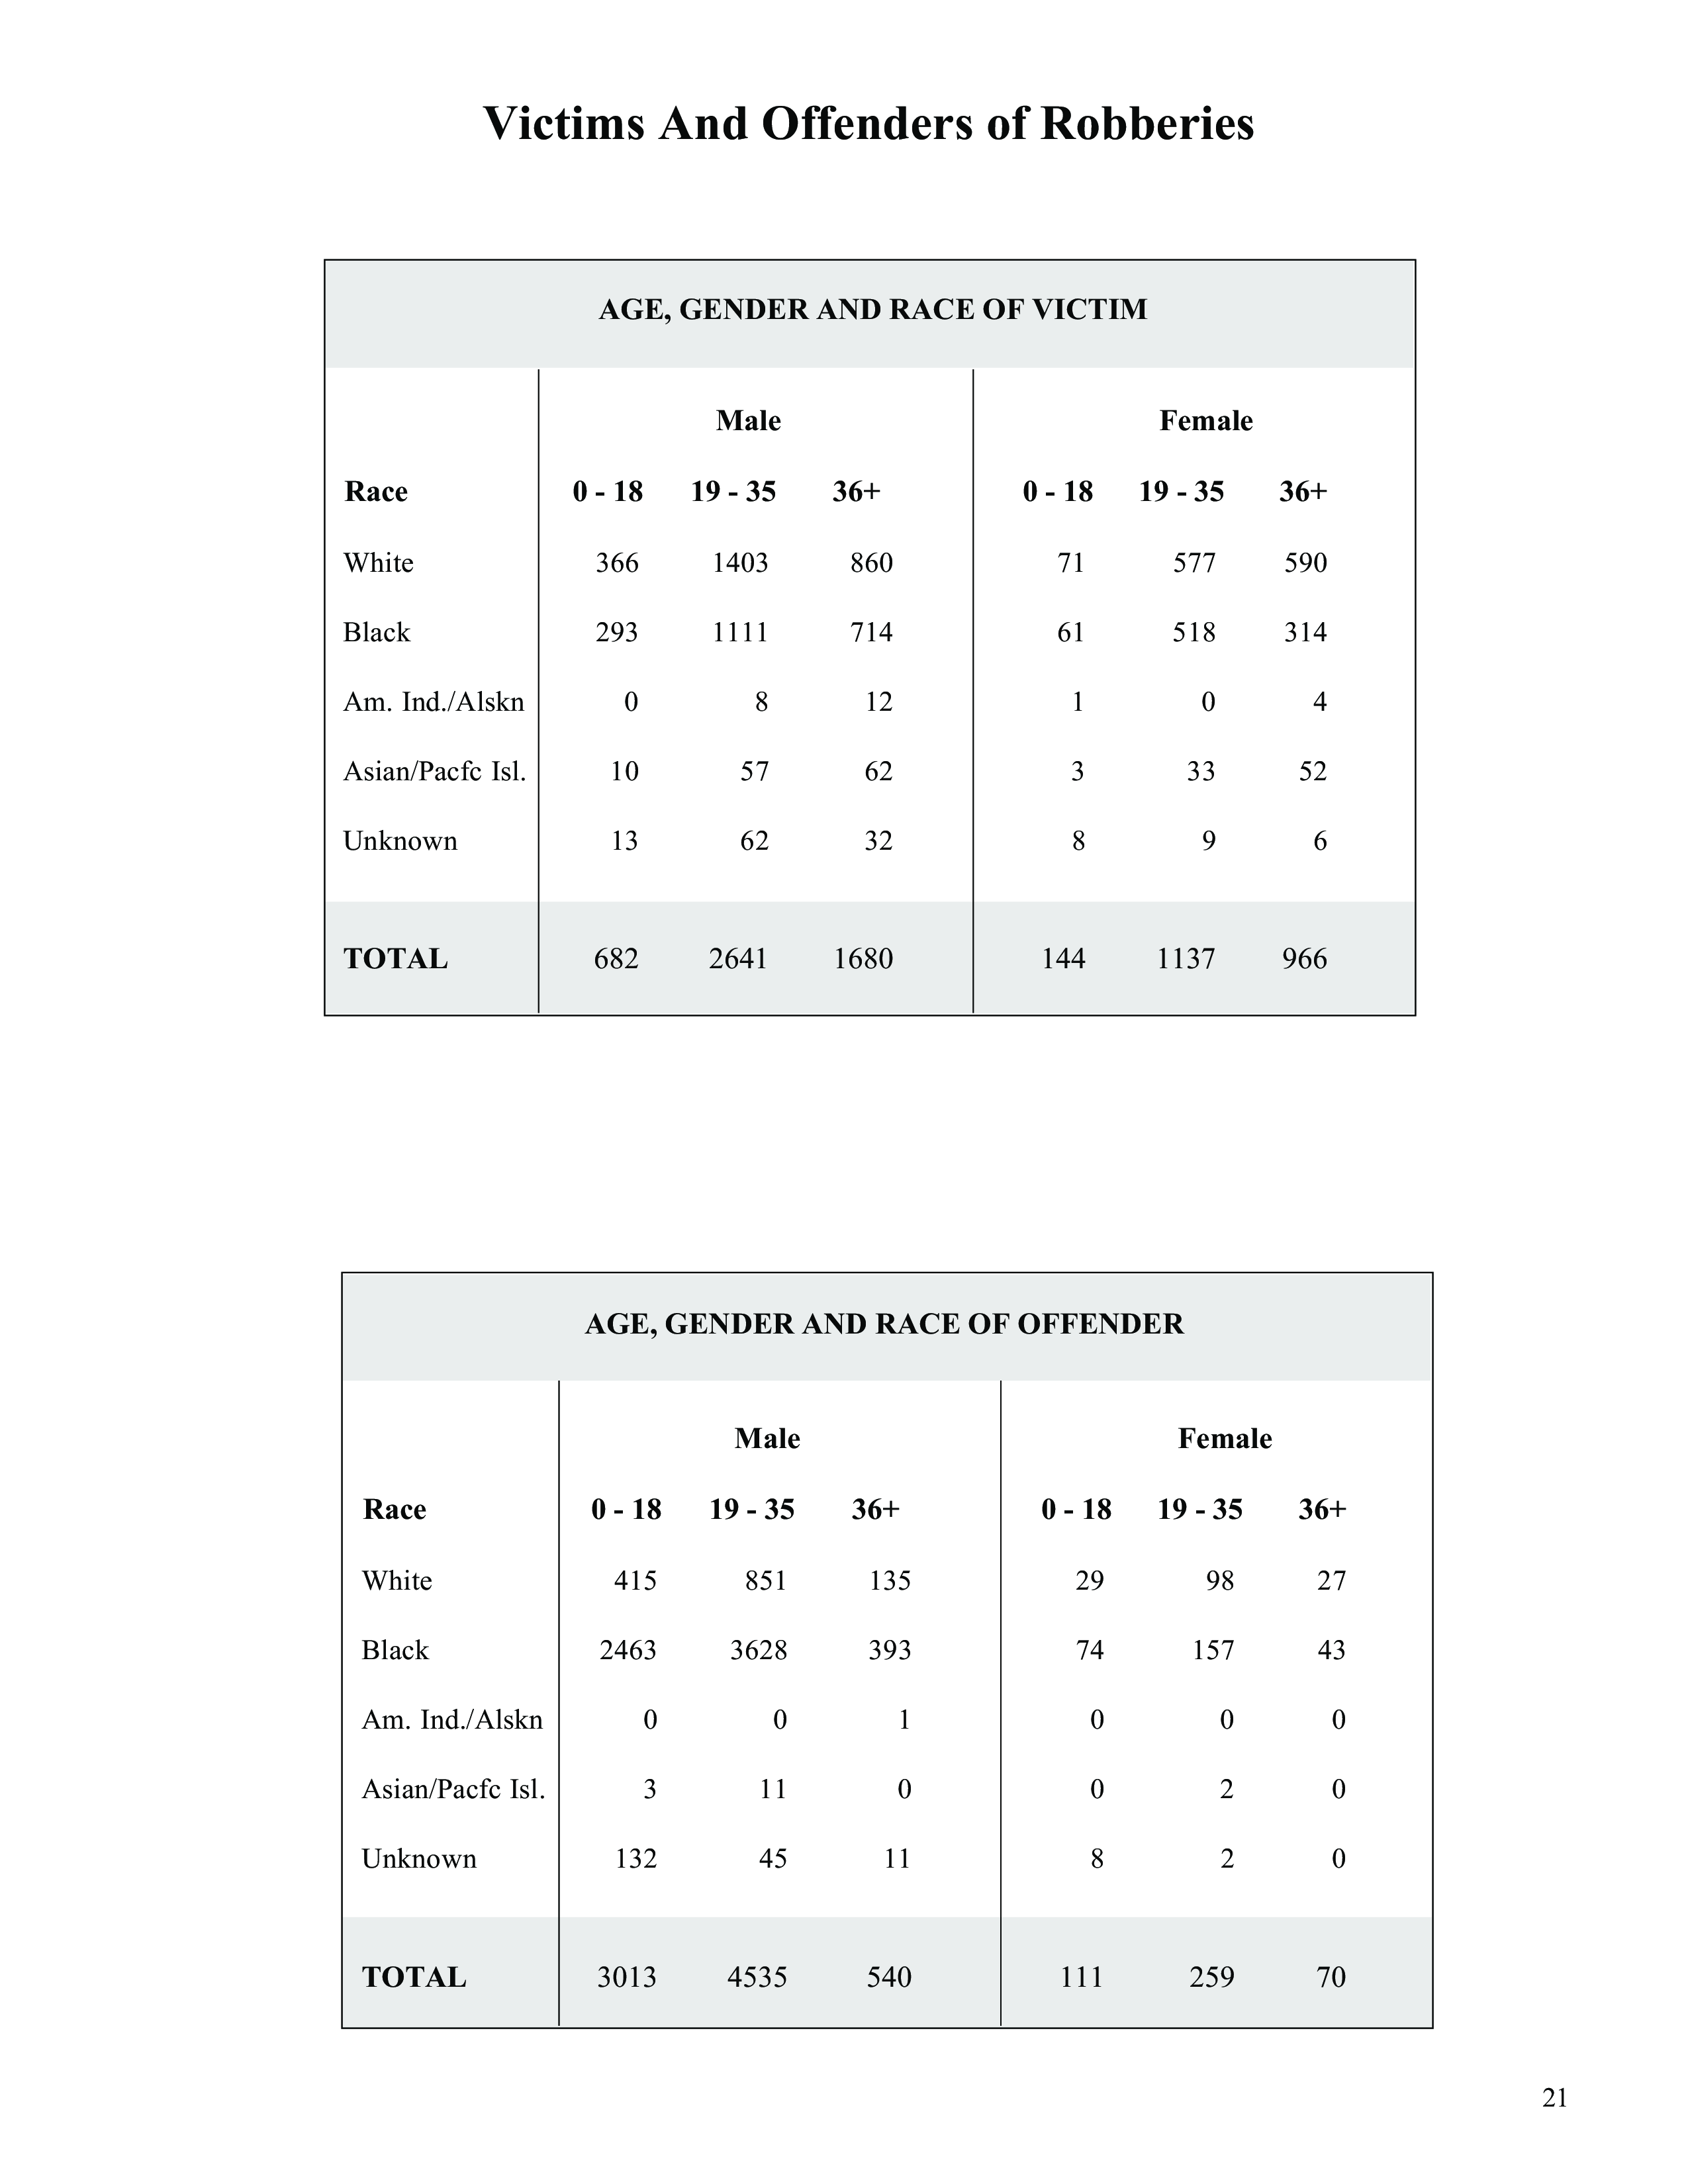 Victims And Offenders of Robberies
AGE, GENDER AND RACE OF VICTIM
Male Female
Race 0 - 18 19 - 35 36+ 0 - 18 19 - 35 36+
White 366 1403 860 71 577 590
Black 293 1111 714 61 518 314
Am. Ind./Alskn 0 8 12 1 0 4
Asian/Pacfc Isl. 10 57 62 3 33 52
Unknown 13 62 32 8 9 6
TOTAL 682 2641 1680 144 1137 966
AGE, GENDER AND RACE OF OFFENDER
Male Female
Race 0 - 18 19 - 35 36+ 0 - 18 19 - 35 36+
White 415 851 135 29 98 27
Black 2463 3628 393 74 157 43
Am. Ind./Alskn 0 0 1 0 0 0
Asian/Pacfc Isl. 3 11 0 0 2 0
Unknown 132 45 11 8 2 0
TOTAL 3013 4535 540 111 259 70
21